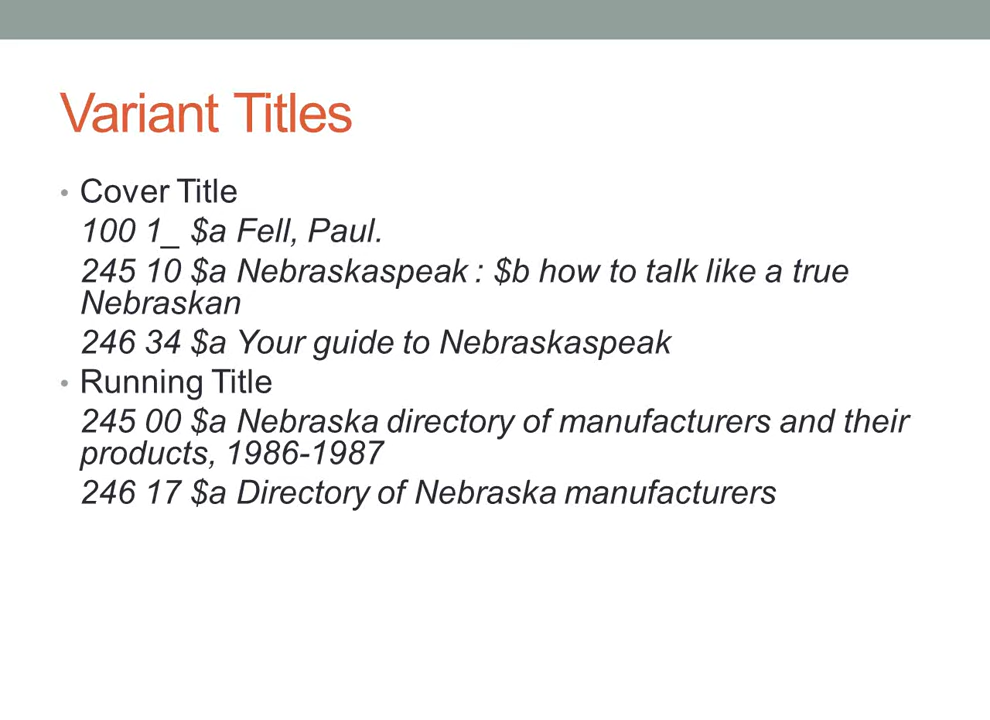 Variant Titles
• Cover Title
100 1_ $a Fell, Paul.
245 10 $a Nebraskaspeak : $b how to talk like a true
Nebraskan
246 34 $a Your guide to Nebraskaspeak
• Running Title
245 00 $a Nebraska directory of manufacturers and their
products, 1986-1987
246 17 $a Directory of Nebraska manufacturers